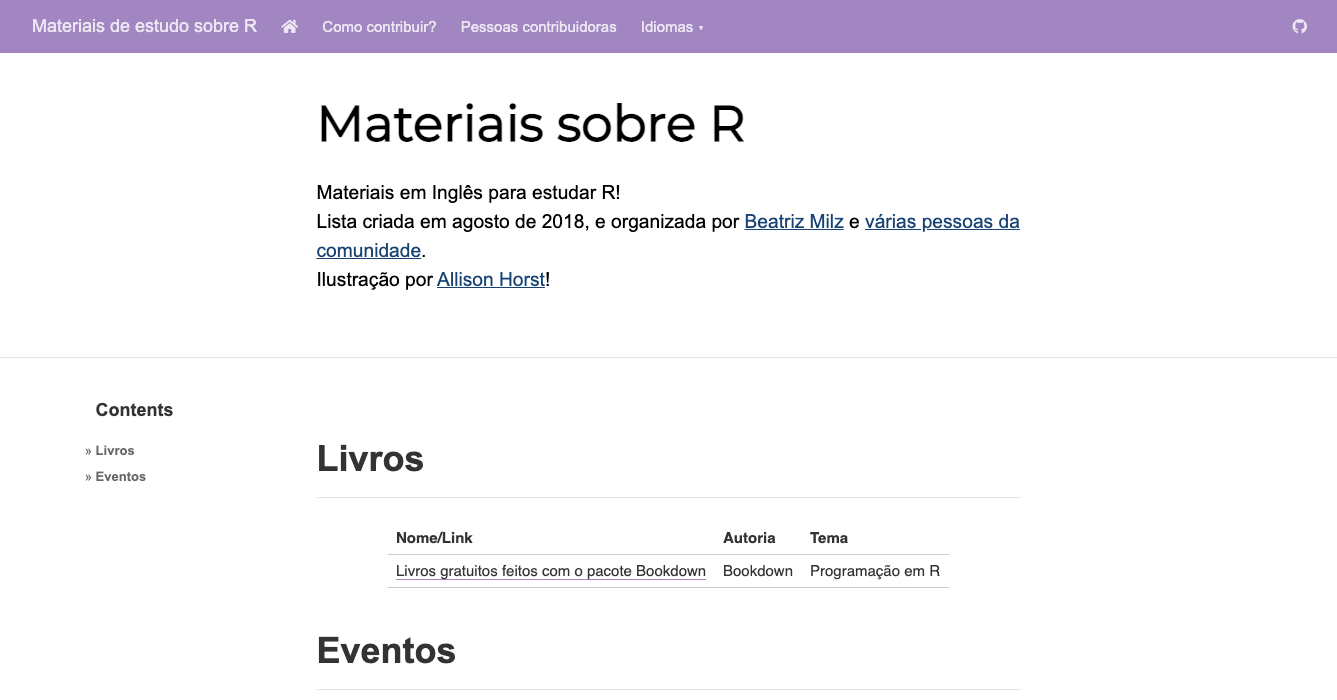 Materiais de estudo sobre R Como contribuir? Pessoas contribuidoras Idiomas
Materiais sobre R
Materiais em Inglês para estudar R!
Lista criada em agosto de 2018, e organizada por Beatriz Milz e várias pessoas da
comunidade.
Ilustração por Allison Horst!
Contents
» Livros
» Eventos
Livros
Nome/Link Autoria Tema
Livros gratuitos feitos com o pacote Bookdown Bookdown Programação em R
Eventos